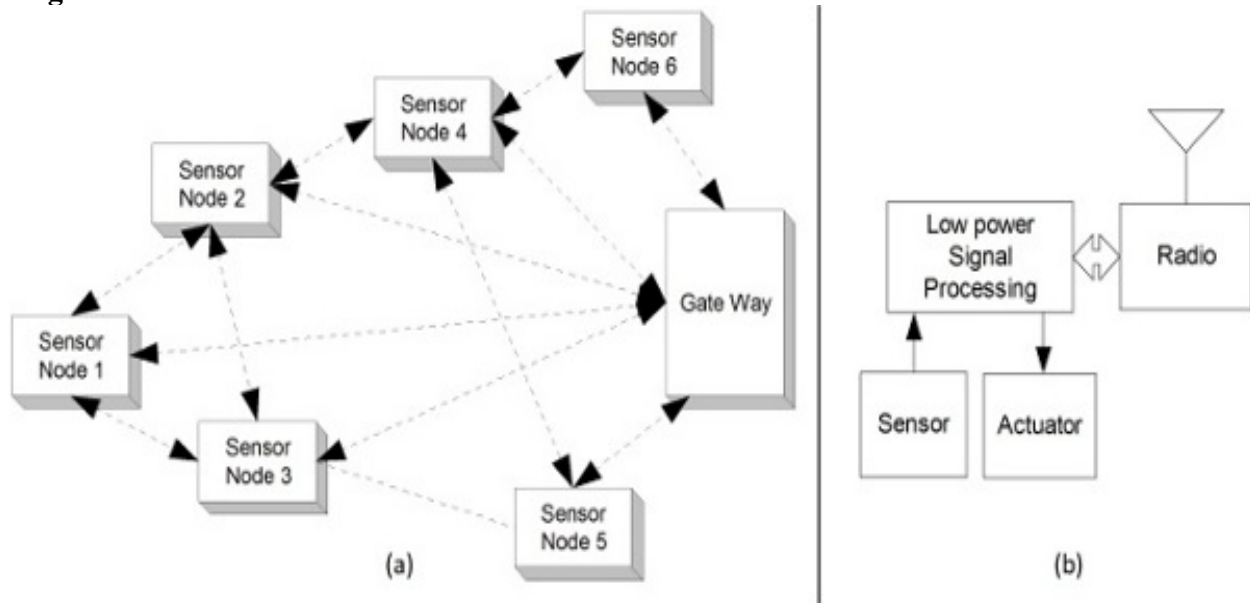 Sensor
Node 6
Sensor
Node 4
Sensor
Node 2
Gate Way
Sensor
Node 1
Sensor
Node 3
Sensor
Node 5
(a)
Low power
Signal
Processing
Radio
Sensor
Actuator
(b)